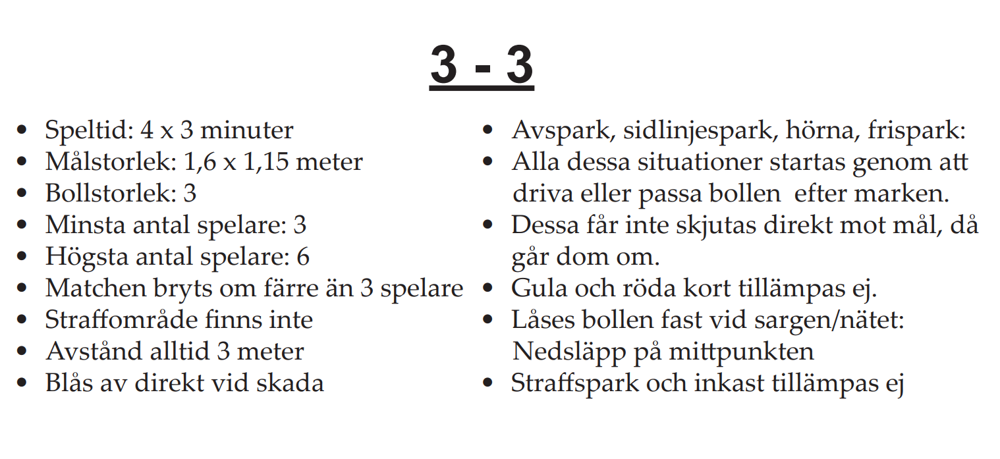 3 - 3
• Speltid: 4 x 3 minuter
• Målstorlek: 1,6 x 1,15 meter
• Bollstorlek: 3
• Minsta antal spelare: 3
• Högsta antal spelare: 6
• Matchen bryts om färre än 3 spelare
• Straffområde finns inte
• Avstånd alltid 3 meter
• Blås av direkt vid skada
• Avspark, sidlinjespark, hörna, frispark:
• Alla dessa situationer startas genom att
driva eller passa bollen  efter marken.
• Dessa får inte skjutas direkt mot mål, då
går dom om.
• Gula och röda kort tillämpas ej.
• Låses bollen fast vid sargen/nätet:
Nedsläpp på mittpunkten
• Straffspark och inkast tillämpas ej